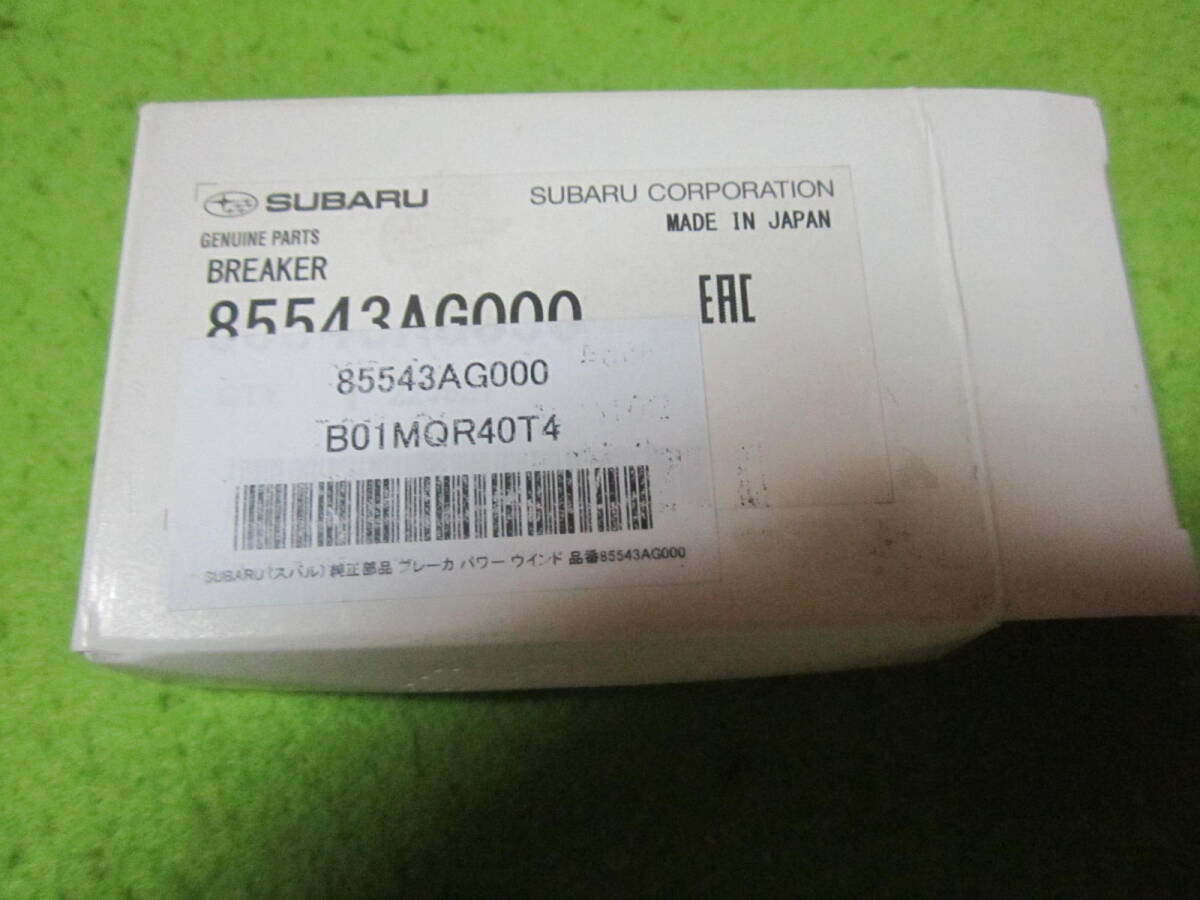 SUBARU
SUBARU CORPORATION
GENUINE PARTS
MADE IN JAPAN
BREAKER
85543AG000
EAC
85543AG000
B01MQR40T4
SUBARU(スバル) 純正部品 ブレーカ パワー ウインド 品番85543AG000